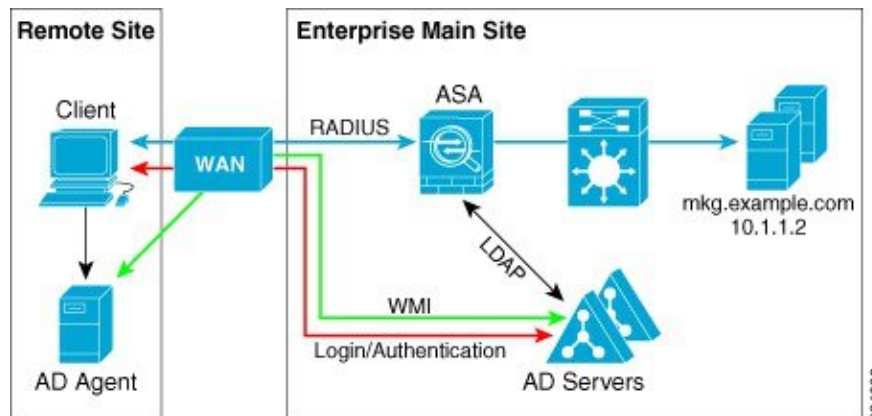 Remote Site
Enterprise Main Site
Client
ASA
RADIUS
WAN
mkg.example.com
10.1.1.2
LDAP
WMI
Login/Authentication
AD Agent
AD Servers